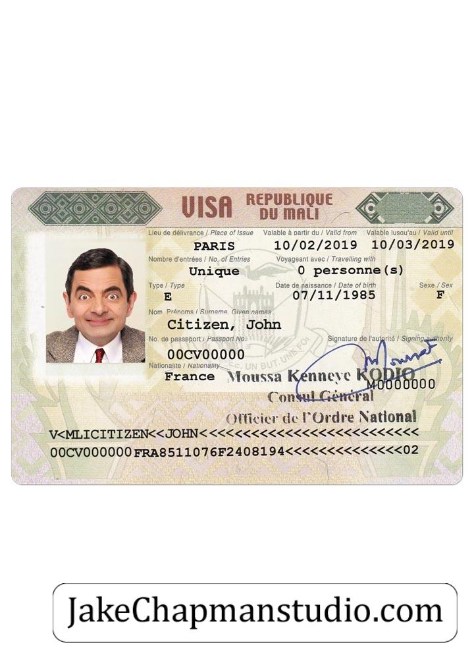 VISA REPUBLIQUE DU MALI
Lieu de délivrance / Place of Issue Valable à partir du / Valid from Valable jusqu'au / Valid until
PARIS 10/02/2019 10/03/2019
Nombre d'entrées / No. of Entries Voyageant avec / Traveling with
Unique 0 personne(s)
Type / Type Date de naissance / Date of birth Sexe / Sex
E 07/11/1985 F
Nom Prénoms / Surname Given names
Citizen, John
No. de passeport / Passport No. Signature de l'autorité / Signing authority
00CV00000
Nationalité / Nationality
France Moussa Kenneye KODIO
M0000000
Consul Général
Officier de l'Ordre National
V<MLICITIZEN<<JOHN<<<<<<<<<<<<<<<<<<<<<<<<<<
00CV000000FRA8511076F2408194<<<<<<<<<<<<<<02
JakeChapmanstudio.com